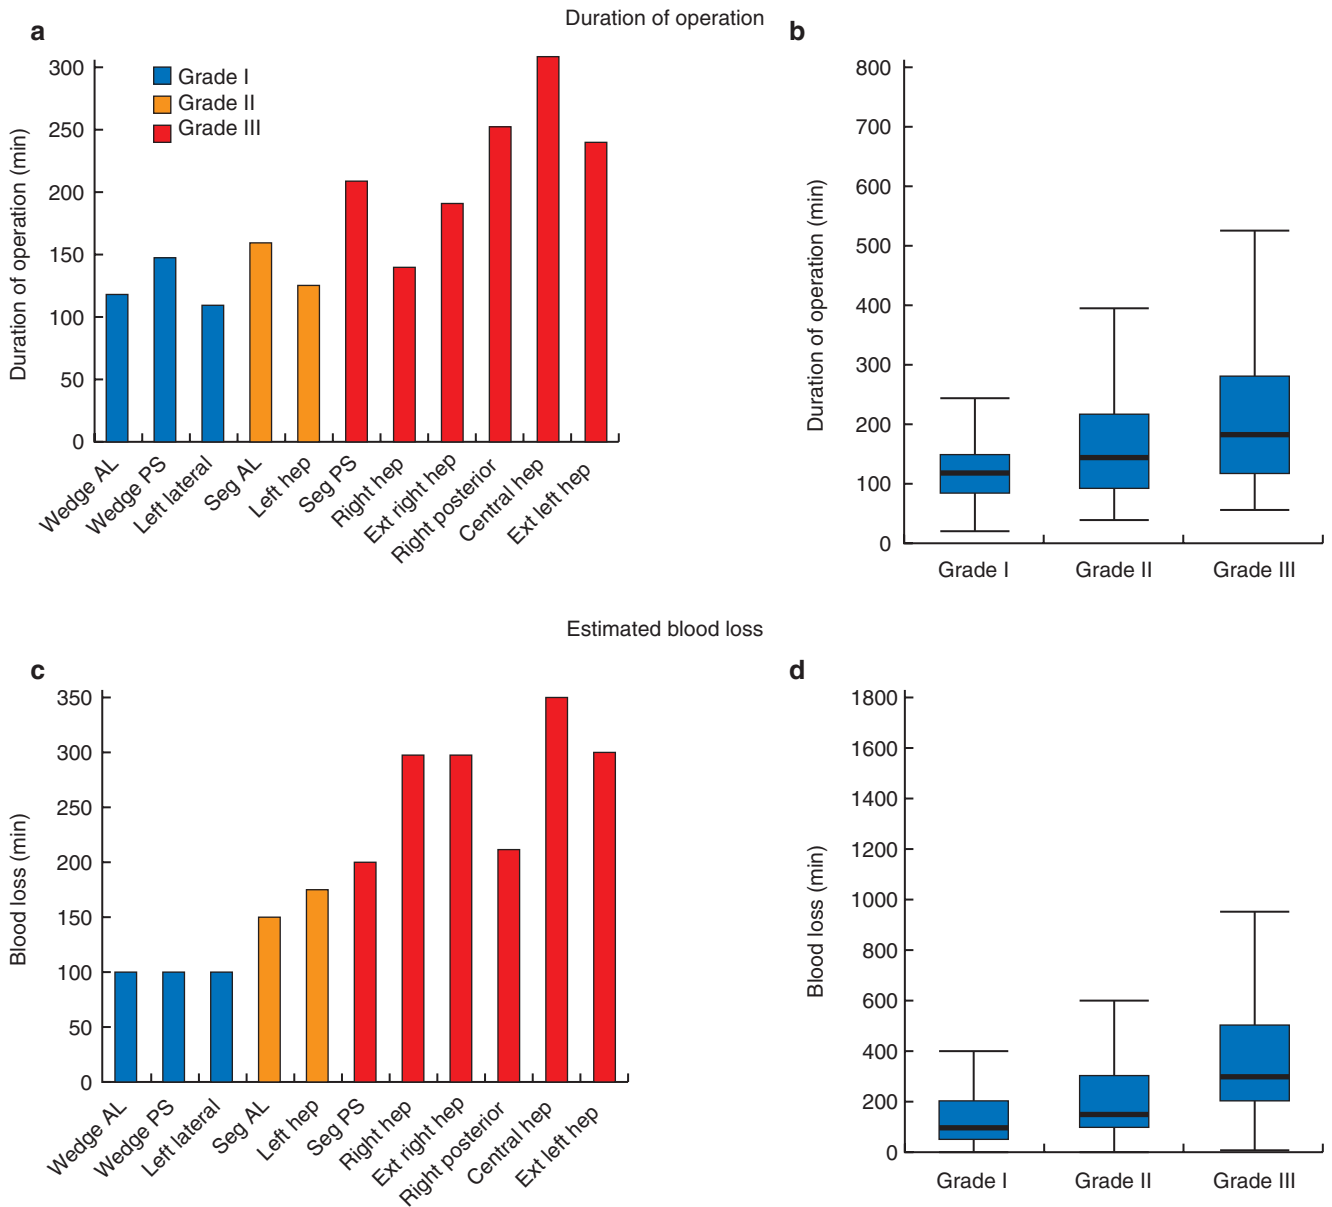 Duration of operation
a
300
250
200
150
100
50
0
Duration of operation (min)
Grade I
Grade II
Grade III
Wedge AL
Wedge PS
Left lateral
Seg AL
Left hep
Seg PS
Right hep
Ext right hep
Right posterior
Central hep
Ext left hep
b
800
700
600
500
400
300
200
100
0
Duration of operation (min)
Grade I
Grade II
Grade III
Estimated blood loss
c
350
300
250
200
150
100
50
0
Blood loss (min)
Wedge AL
Wedge PS
Left lateral
Seg AL
Left hep
Seg PS
Right hep
Ext right hep
Right posterior
Central hep
Ext left hep
d
1800
1600
1400
1200
1000
800
600
400
200
0
Blood loss (min)
Grade I
Grade II
Grade III